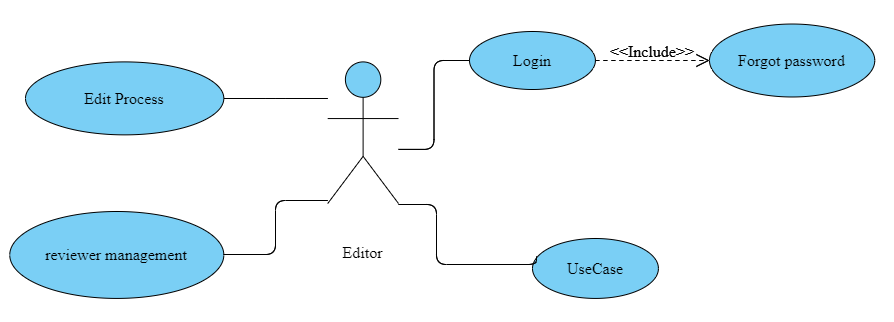 Login
<<Include>>
Forgot password
Edit Process
reviewer management
Editor
UseCase